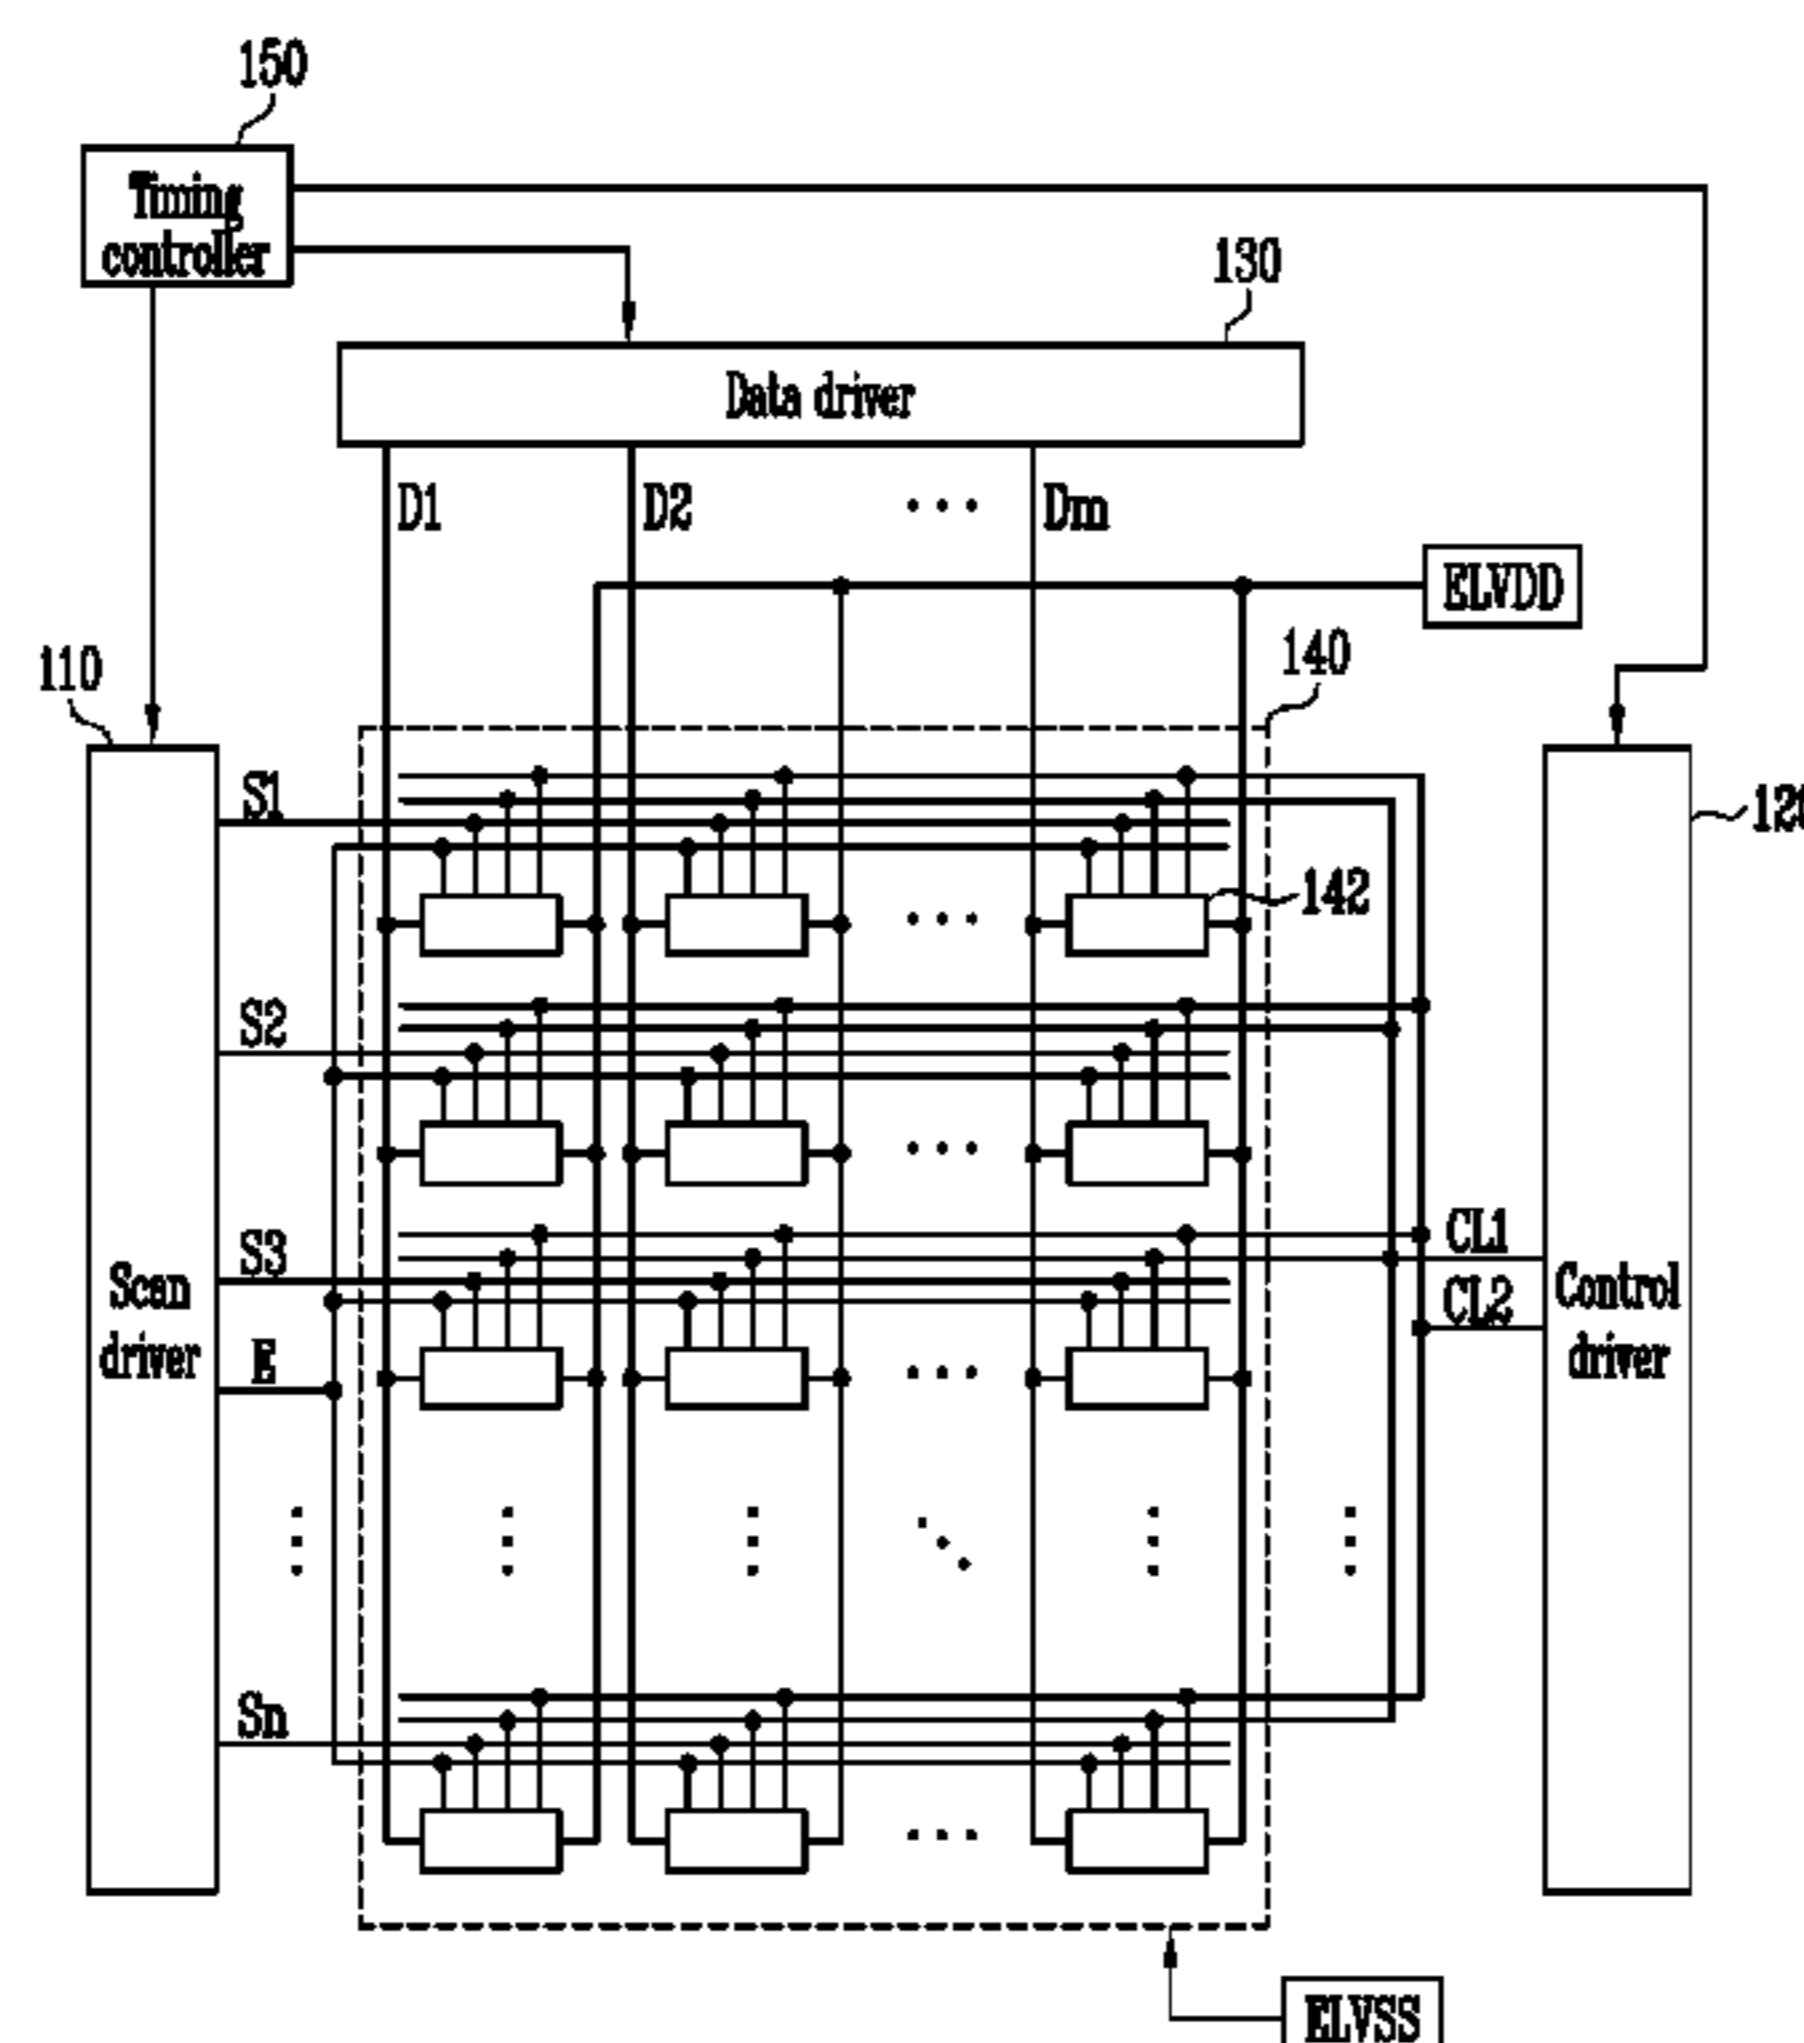 150
Timing
controller
130
Data driver
D1
D2
Dm
ELVDD
140
110
S1
142
S2
S3
CL1
CL2
Scan
driver
E
Control
driver
Sn
ELVSS